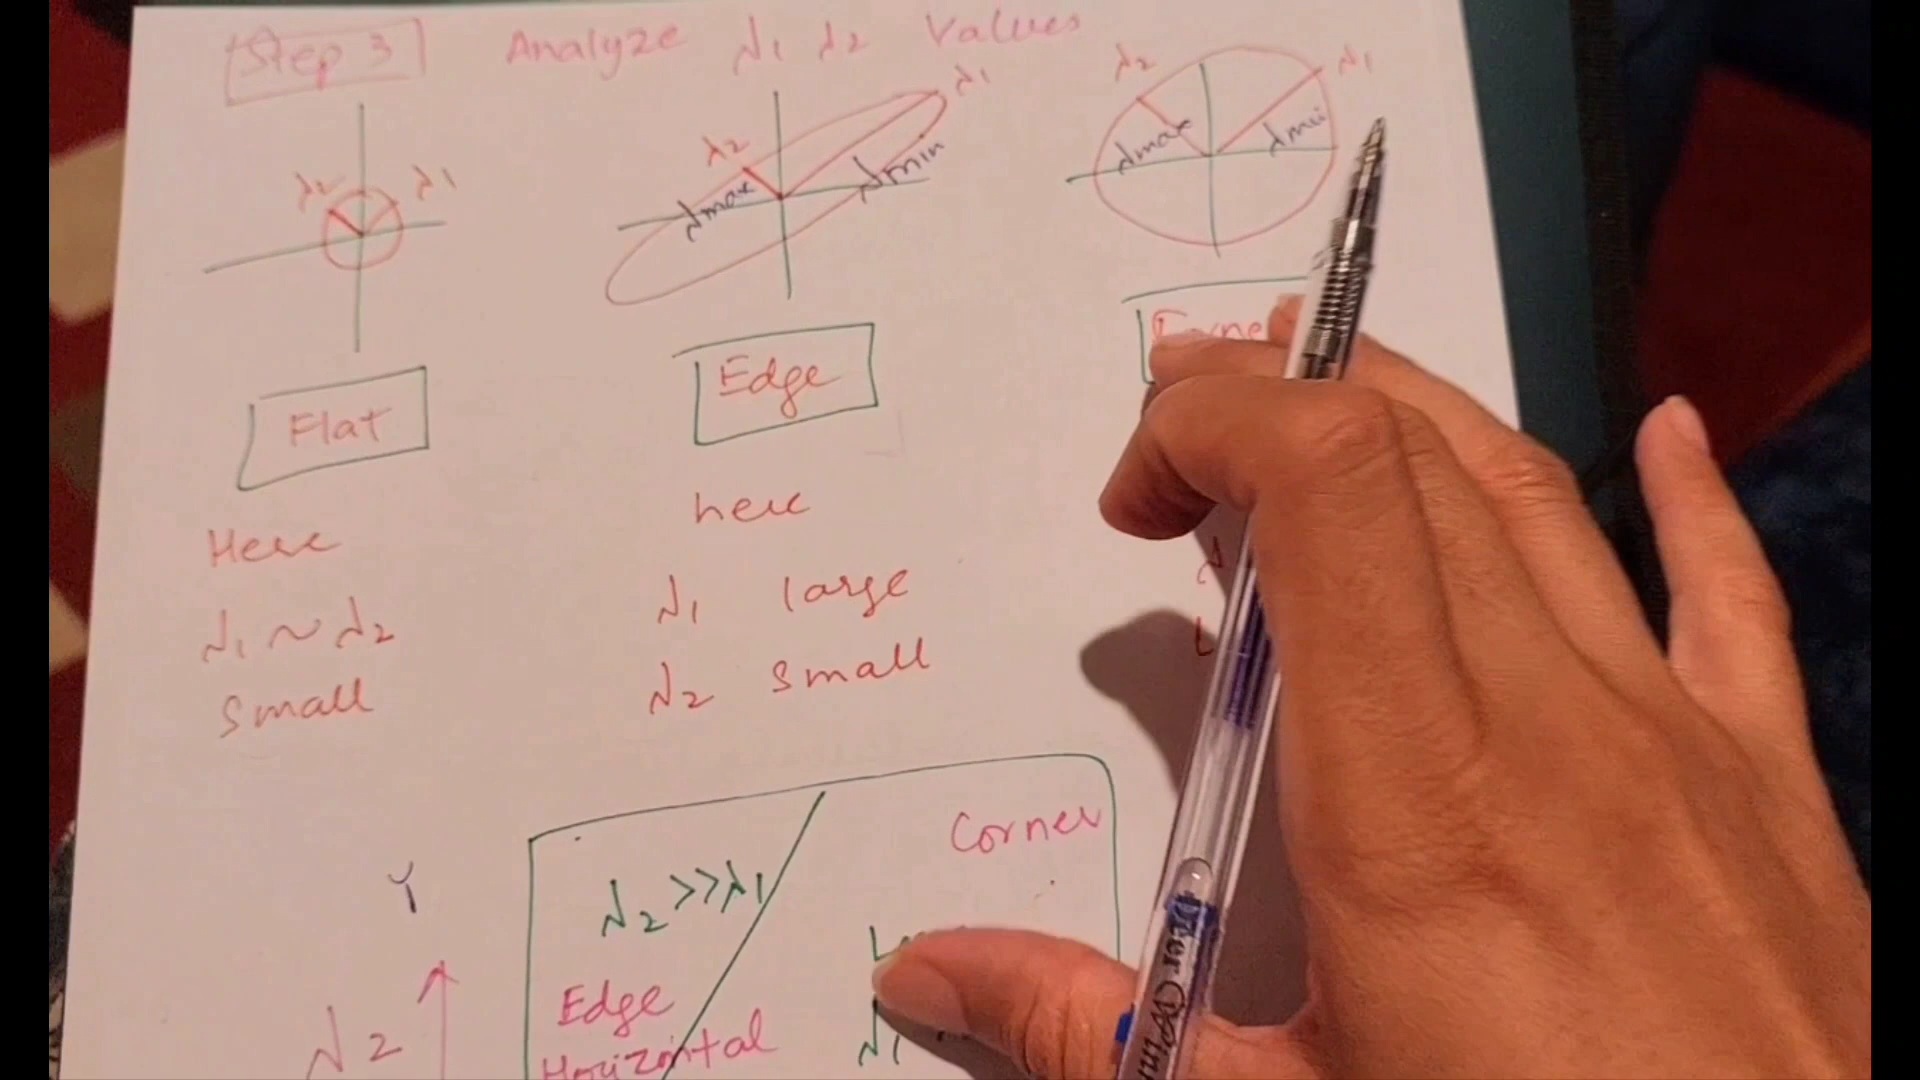 Step 3 Analyze λ1 λ2 Values
λ2 λ1
λ2 λ1
λmax λmin
λ2 λ1
λmax
Flat
Edge
Here
λ1 ~ λ2
Small
here
λ1 large
λ2 small
Y
λ2
λ2 >> λ1
Edge
Horizontal
Corner
λ1